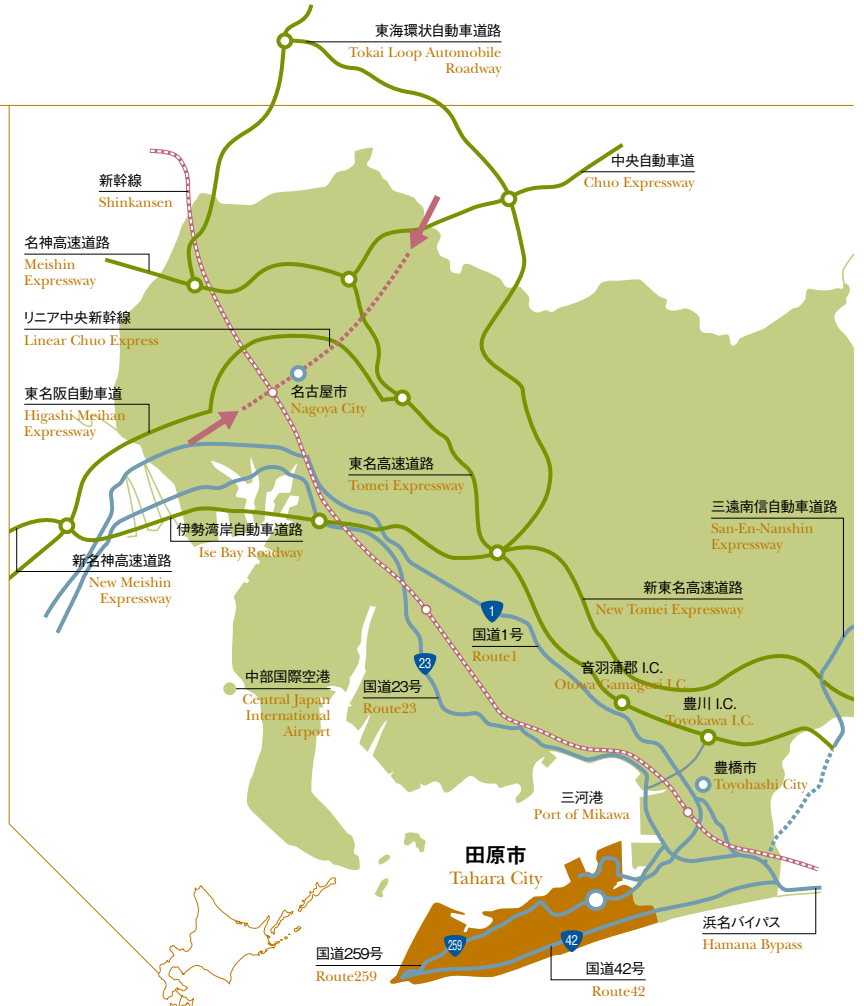 東海環状自動車道路
Tokai Loop Automobile
Roadway
中央自動車道
Chuo Expressway
新幹線
Shinkansen
名神高速道路
Meishin
Expressway
リニア中央新幹線
Linear Chuo Express
名古屋市
Nagoya City
東名阪自動車道
Higashi Meihan
Expressway
東名高速道路
Tomei Expressway
三遠南信自動車道路
San-En-Nanshin
Expressway
伊勢湾岸自動車道路
Ise Bay Roadway
新名神高速道路
New Meishin
Expressway
新東名高速道路
New Tomei Expressway
1
国道1号
Route1
23
国道23号
Route23
音羽蒲郡 I.C.
Otowa Gamagori I.C.
中部国際空港
Central Japan
International
Airport
豊川 I.C.
Toyokawa I.C.
豊橋市
Toyohashi City
三河港
Port of Mikawa
田原市
Tahara City
浜名バイパス
Hamana Bypass
259
42
国道259号
Route259
国道42号
Route42